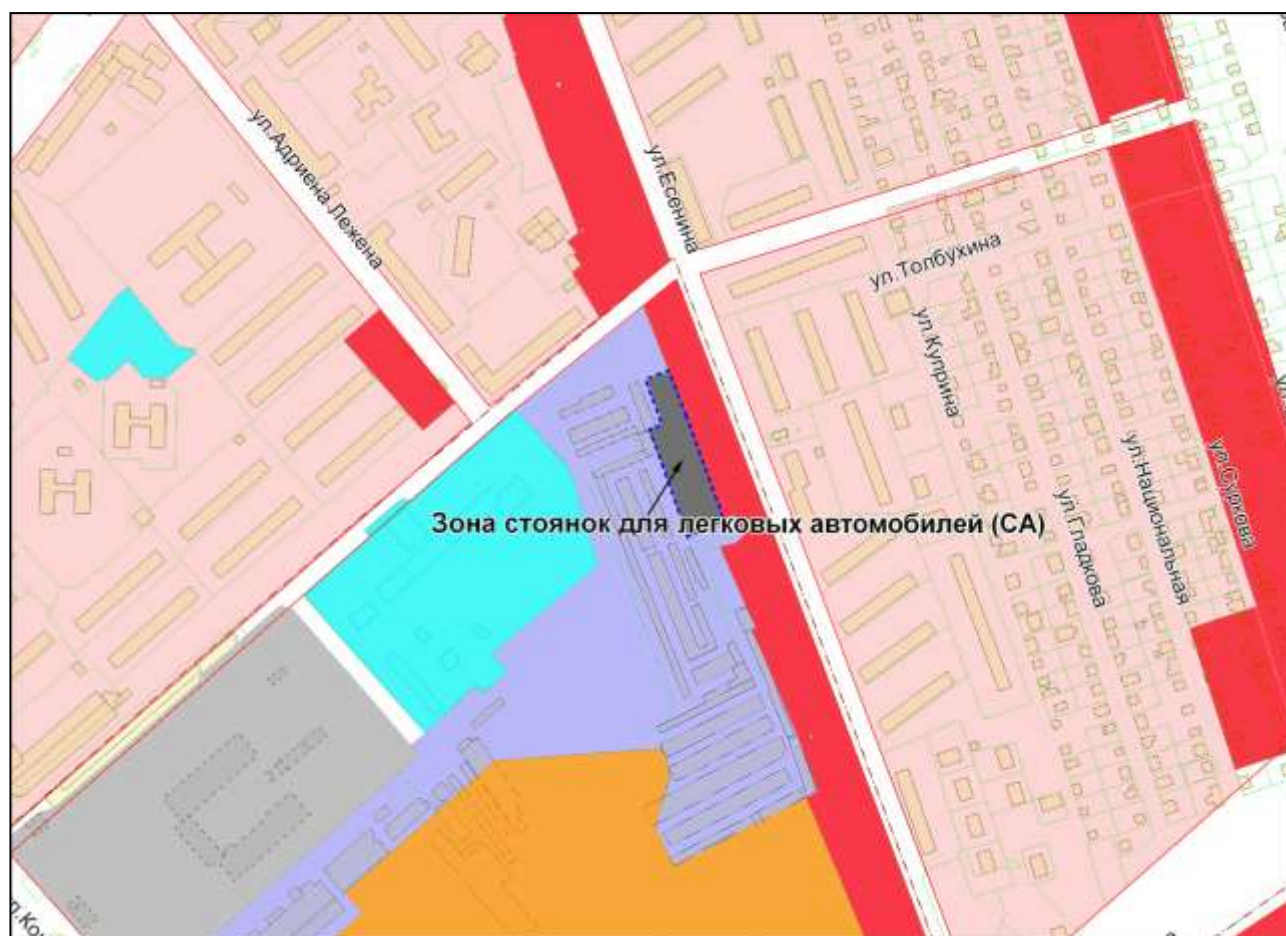 ул.Адриена Лежена
ул.Есенина
ул.Толбухина
ул.Куприна
ул.Гладкова
ул.Национальная
ул.Суркова
Зона стоянок для легковых автомобилей (СА)